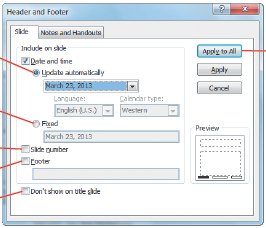 Header and Footer
Slide
Notes and Handouts
Include on slide
Date and time
Update automatically
March 23, 2013
Language:
Calendar type:
English (U.S.)
Western
Fixed
March 23, 2013
Slide number
Footer
Don't show on title slide
Apply to All
Apply
Cancel
Preview